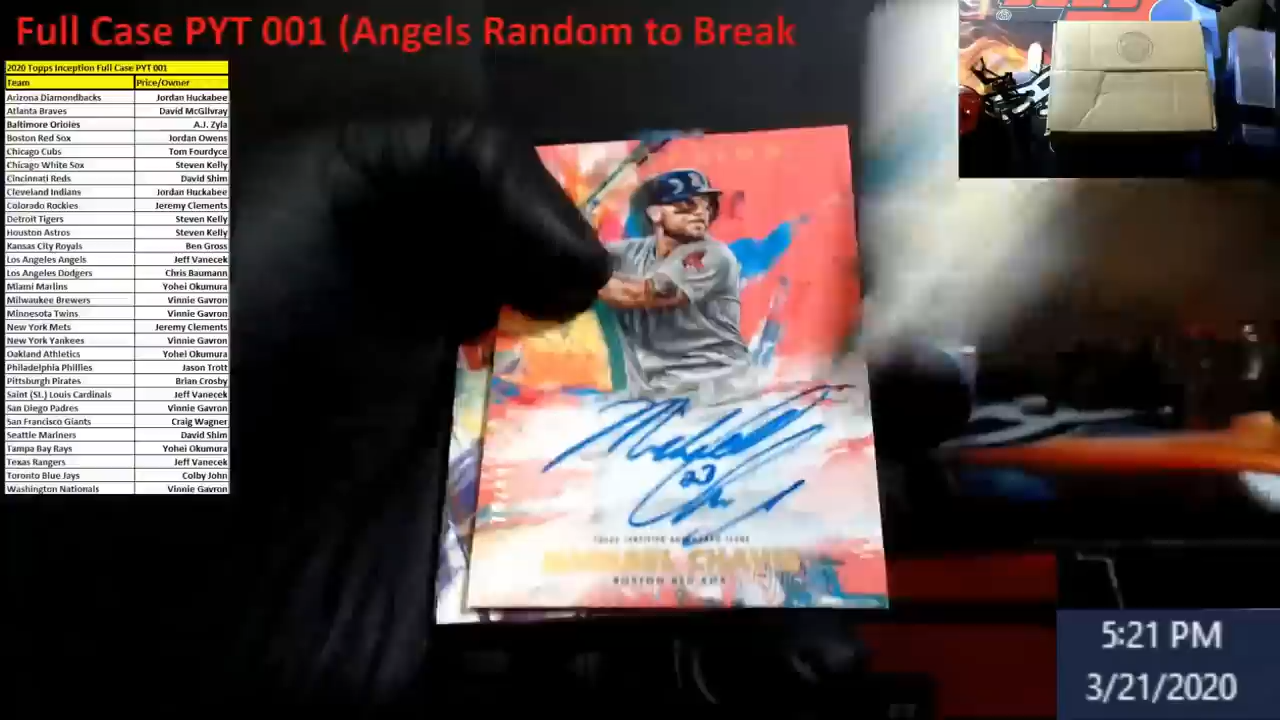 Full Case PYT 001 (Angels Random to Break
2020 Topps Inception Full Case PYT 001
Team Price/Owner
Arizona Diamondbacks Jordan Huckabee
Atlanta Braves David McGilvray
Baltimore Orioles A.J. Zyla
Boston Red Sox Jordan Owens
Chicago Cubs Tom Fourdyce
Chicago White Sox Steven Kelly
Cincinnati Reds David Shim
Cleveland Indians Jordan Huckabee
Colorado Rockies Jeremy Clements
Detroit Tigers Steven Kelly
Houston Astros Steven Kelly
Kansas City Royals Ben Gross
Los Angeles Angels Jeff Vanecek
Los Angeles Dodgers Chris Baumann
Miami Marlins Yohei Okumura
Milwaukee Brewers Vinnie Gavron
Minnesota Twins Vinnie Gavron
New York Mets Jeremy Clements
New York Yankees Vinnie Gavron
Oakland Athletics Yohei Okumura
Philadelphia Phillies Jason Trott
Pittsburgh Pirates Brian Crosby
Saint (St.) Louis Cardinals Jeff Vanecek
San Diego Padres Vinnie Gavron
San Francisco Giants Craig Wagner
Seattle Mariners David Shim
Tampa Bay Rays Yohei Okumura
Texas Rangers Jeff Vanecek
Toronto Blue Jays Colby John
Washington Nationals Vinnie Gavron
TOPPS CERTIFIED AUTOGRAPH ISSUE
BOSTON RED SOX
5:21 PM
3/21/2020